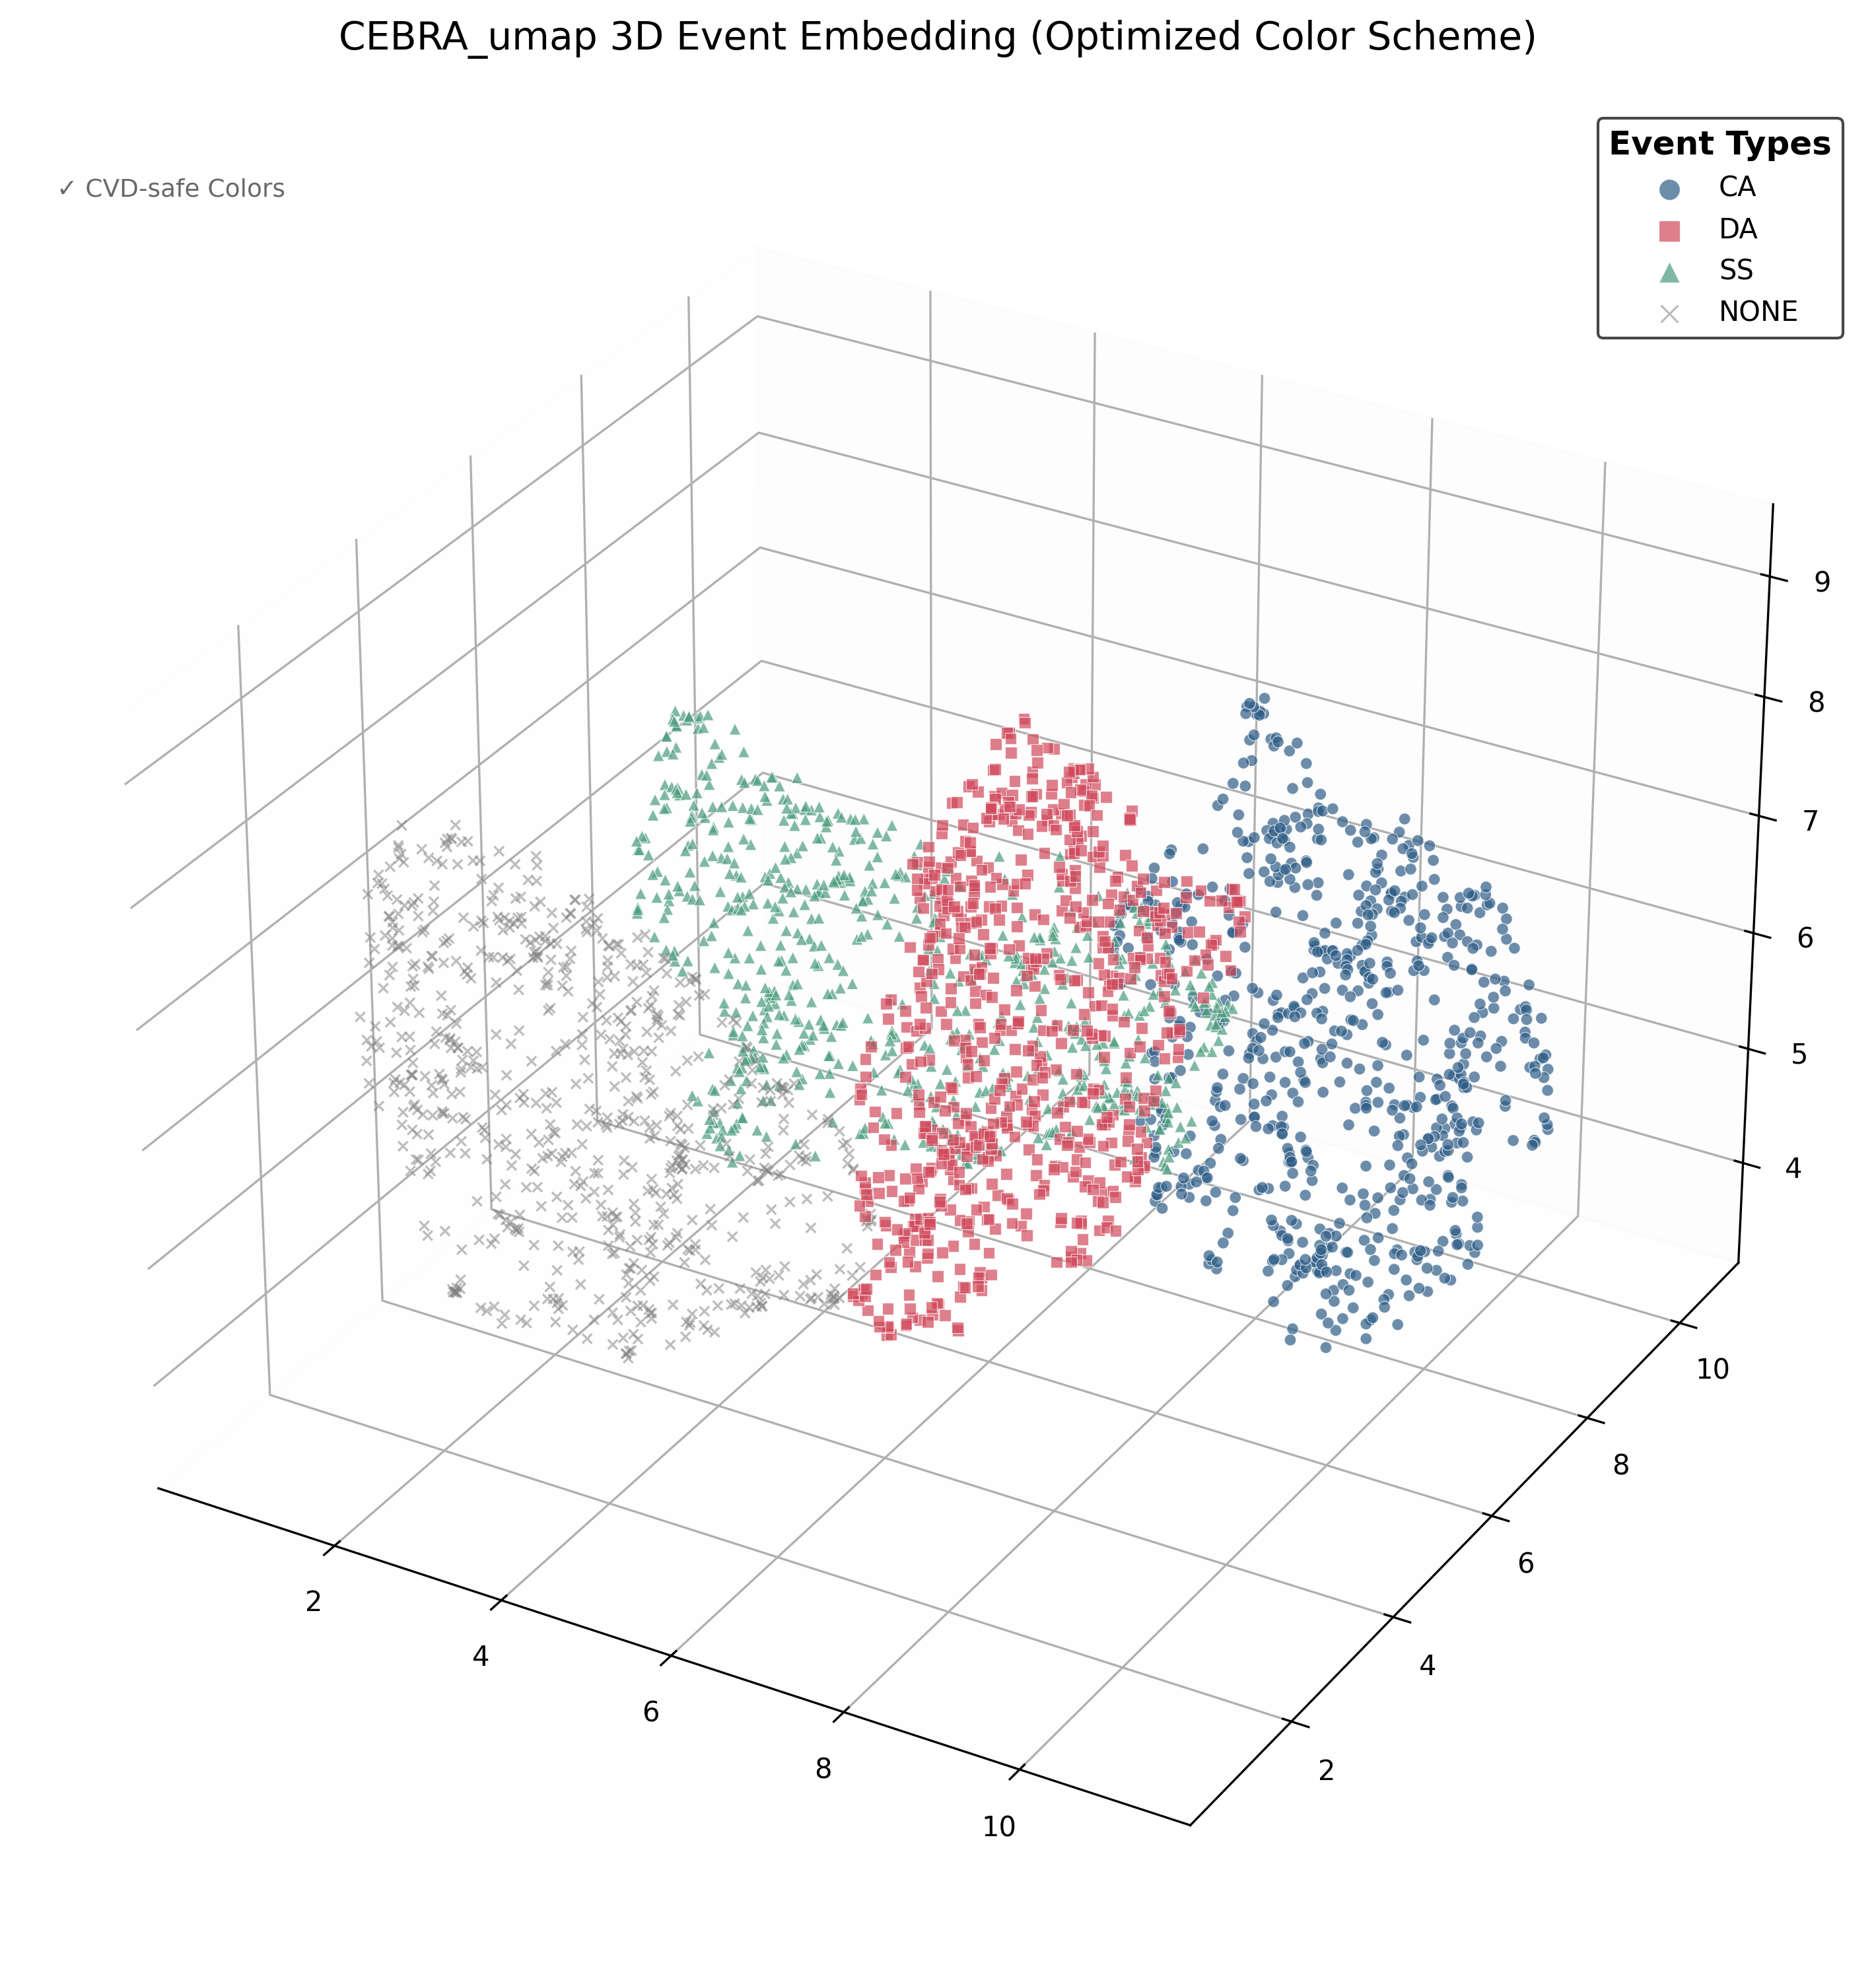 CEBRA_umap 3D Event Embedding (Optimized Color Scheme)
✓ CVD-safe Colors
Event Types
CA
DA
SS
NONE
9
8
7
6
5
4
10
8
6
4
2
2
4
6
8
10